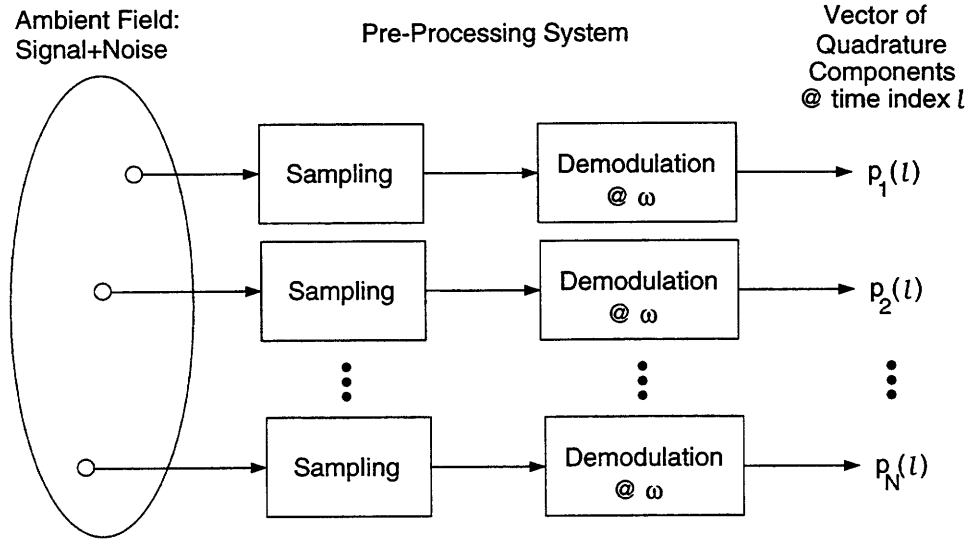 Ambient Field:
Signal+Noise
Pre-Processing System
Vector of
Quadrature
Components
@ time index l
Sampling
Demodulation
@ ω
p₁(l)
Sampling
Demodulation
@ ω
p₂(l)
Sampling
Demodulation
@ ω
p_N(l)